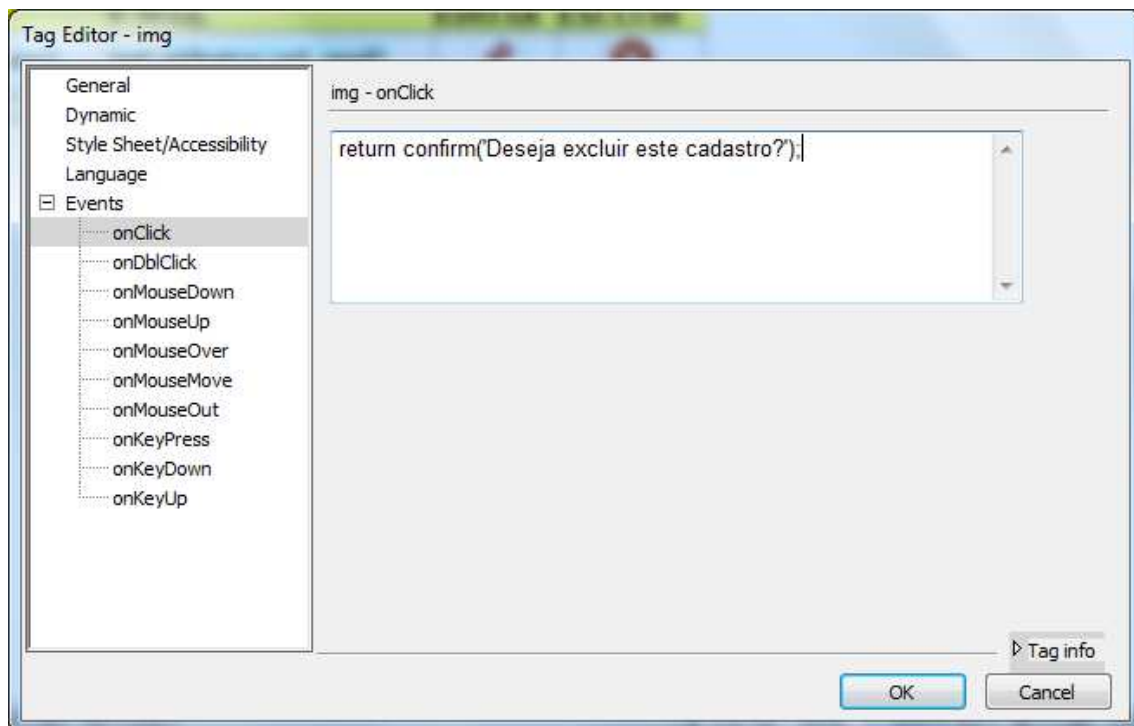 Tag Editor - img
General
Dynamic
Style Sheet/Accessibility
Language
Events
onClick
onDblClick
onMouseDown
onMouseUp
onMouseOver
onMouseMove
onMouseOut
onKeyPress
onKeyDown
onKeyUp
img - onClick
return confirm('Deseja excluir este cadastro?');
Tag info
OK
Cancel